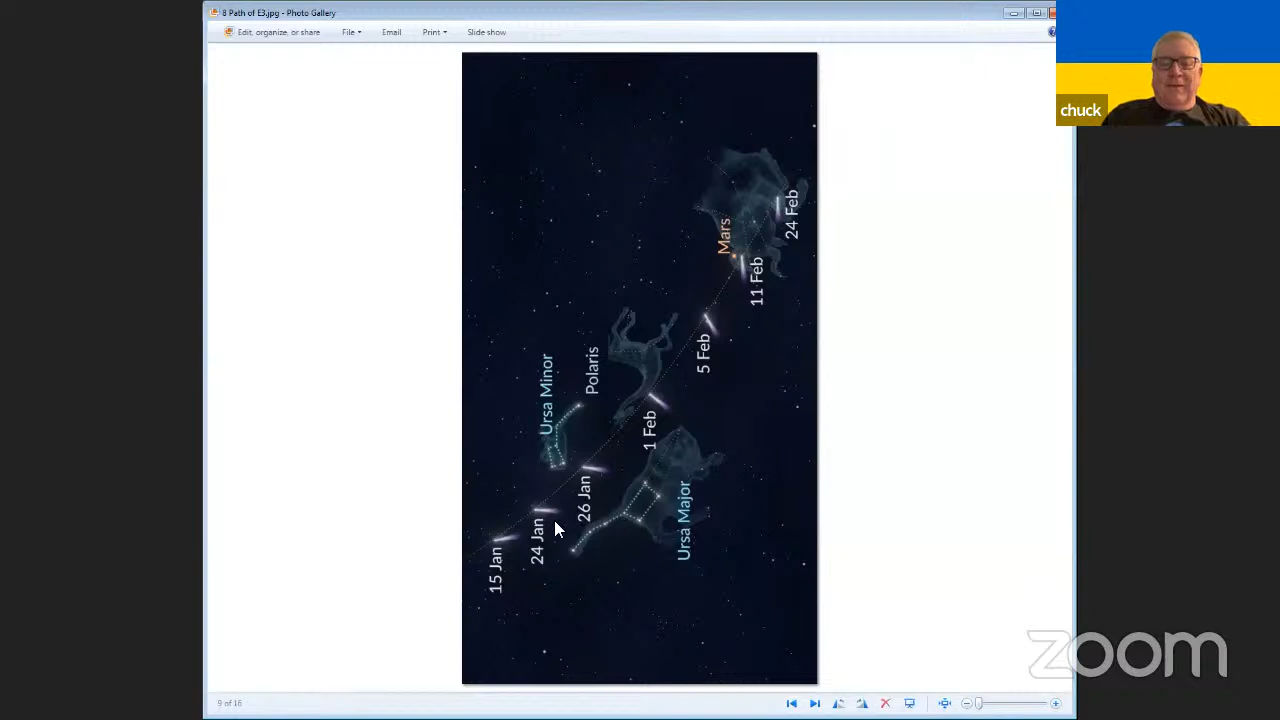 8 Path of E3.jpg - Photo Gallery
Edit, organize, or share
File
Email
Print
Slide show
chuck
Mars
24 Feb
11 Feb
5 Feb
Polaris
Ursa Minor
1 Feb
26 Jan
Ursa Major
24 Jan
15 Jan
9 of 16
zoom